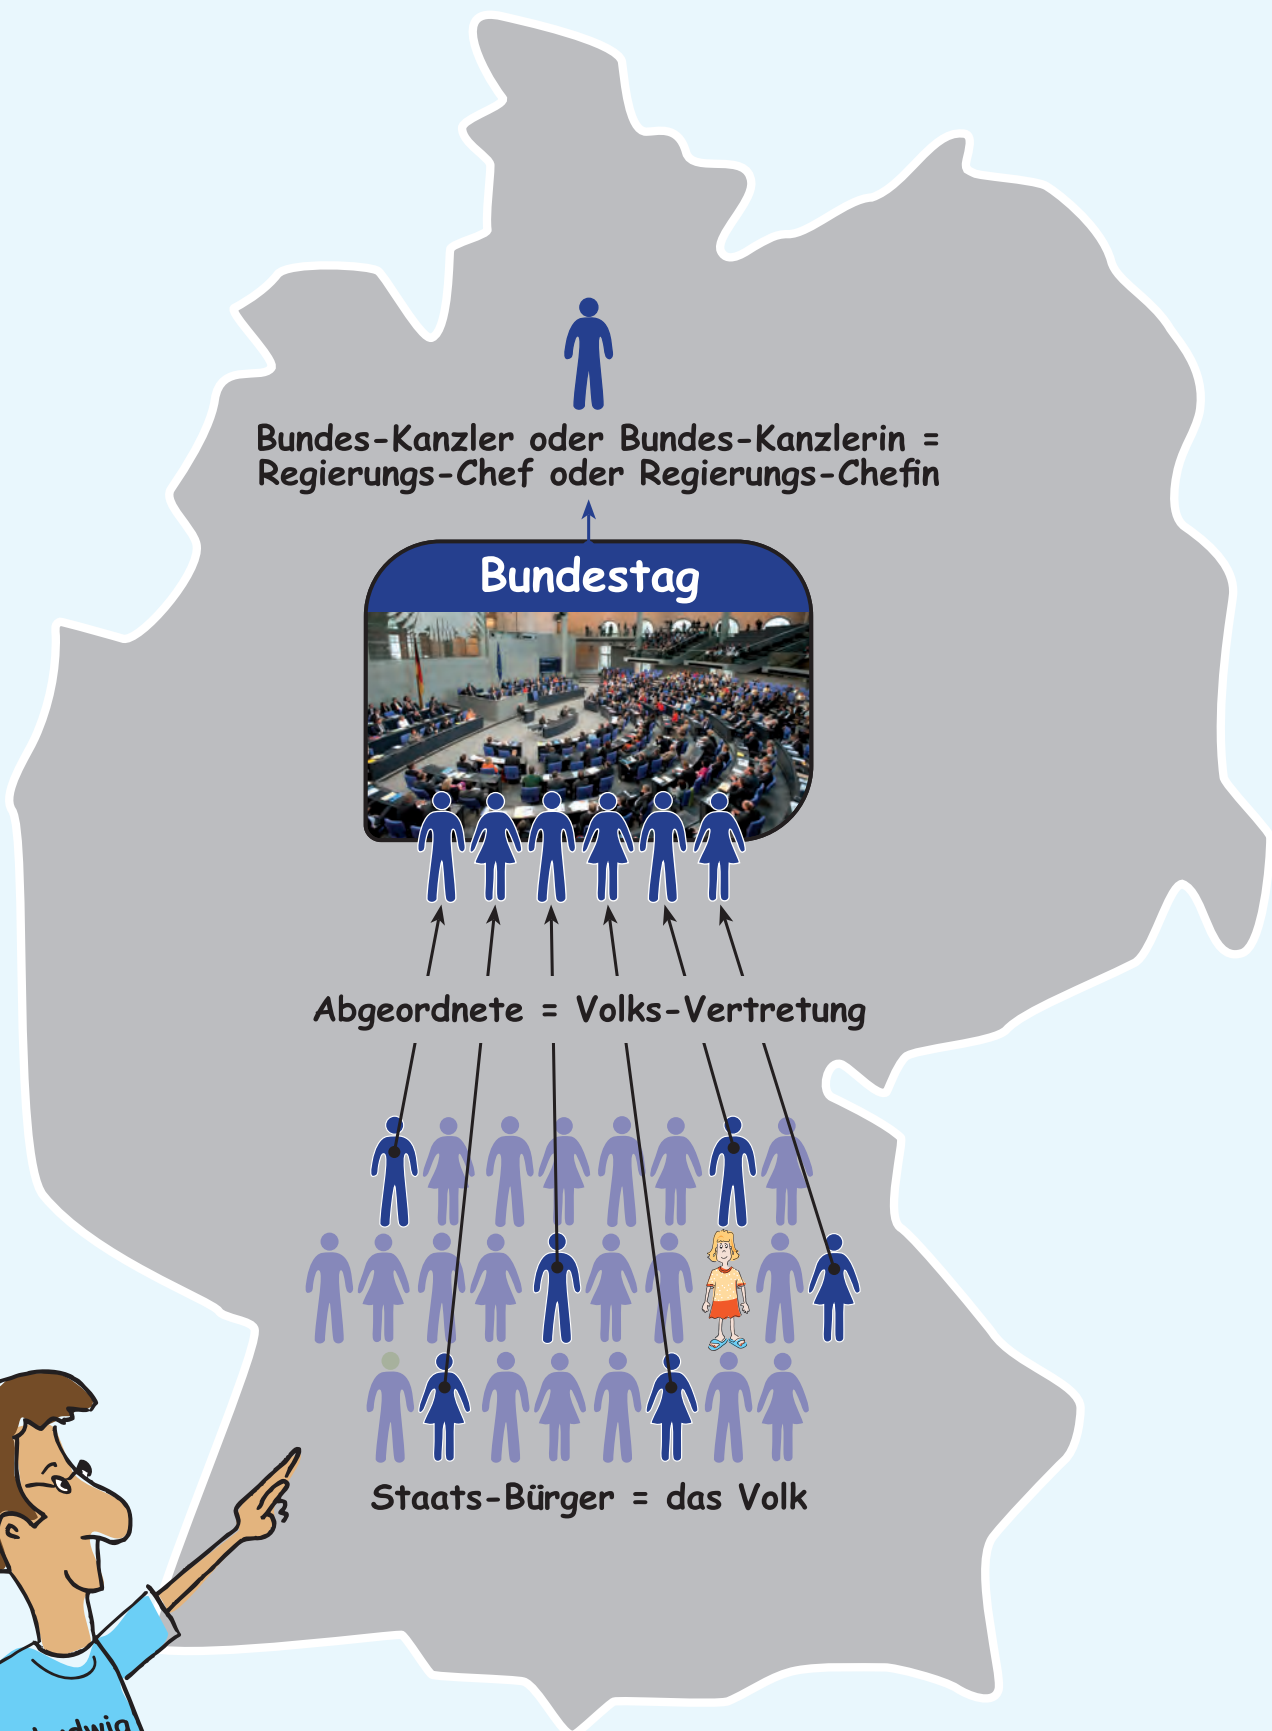 Bundes-Kanzler oder Bundes-Kanzlerin =
Regierungs-Chef oder Regierungs-Chefin
Bundestag
Abgeordnete = Volks-Vertretung
Staats-Bürger = das Volk